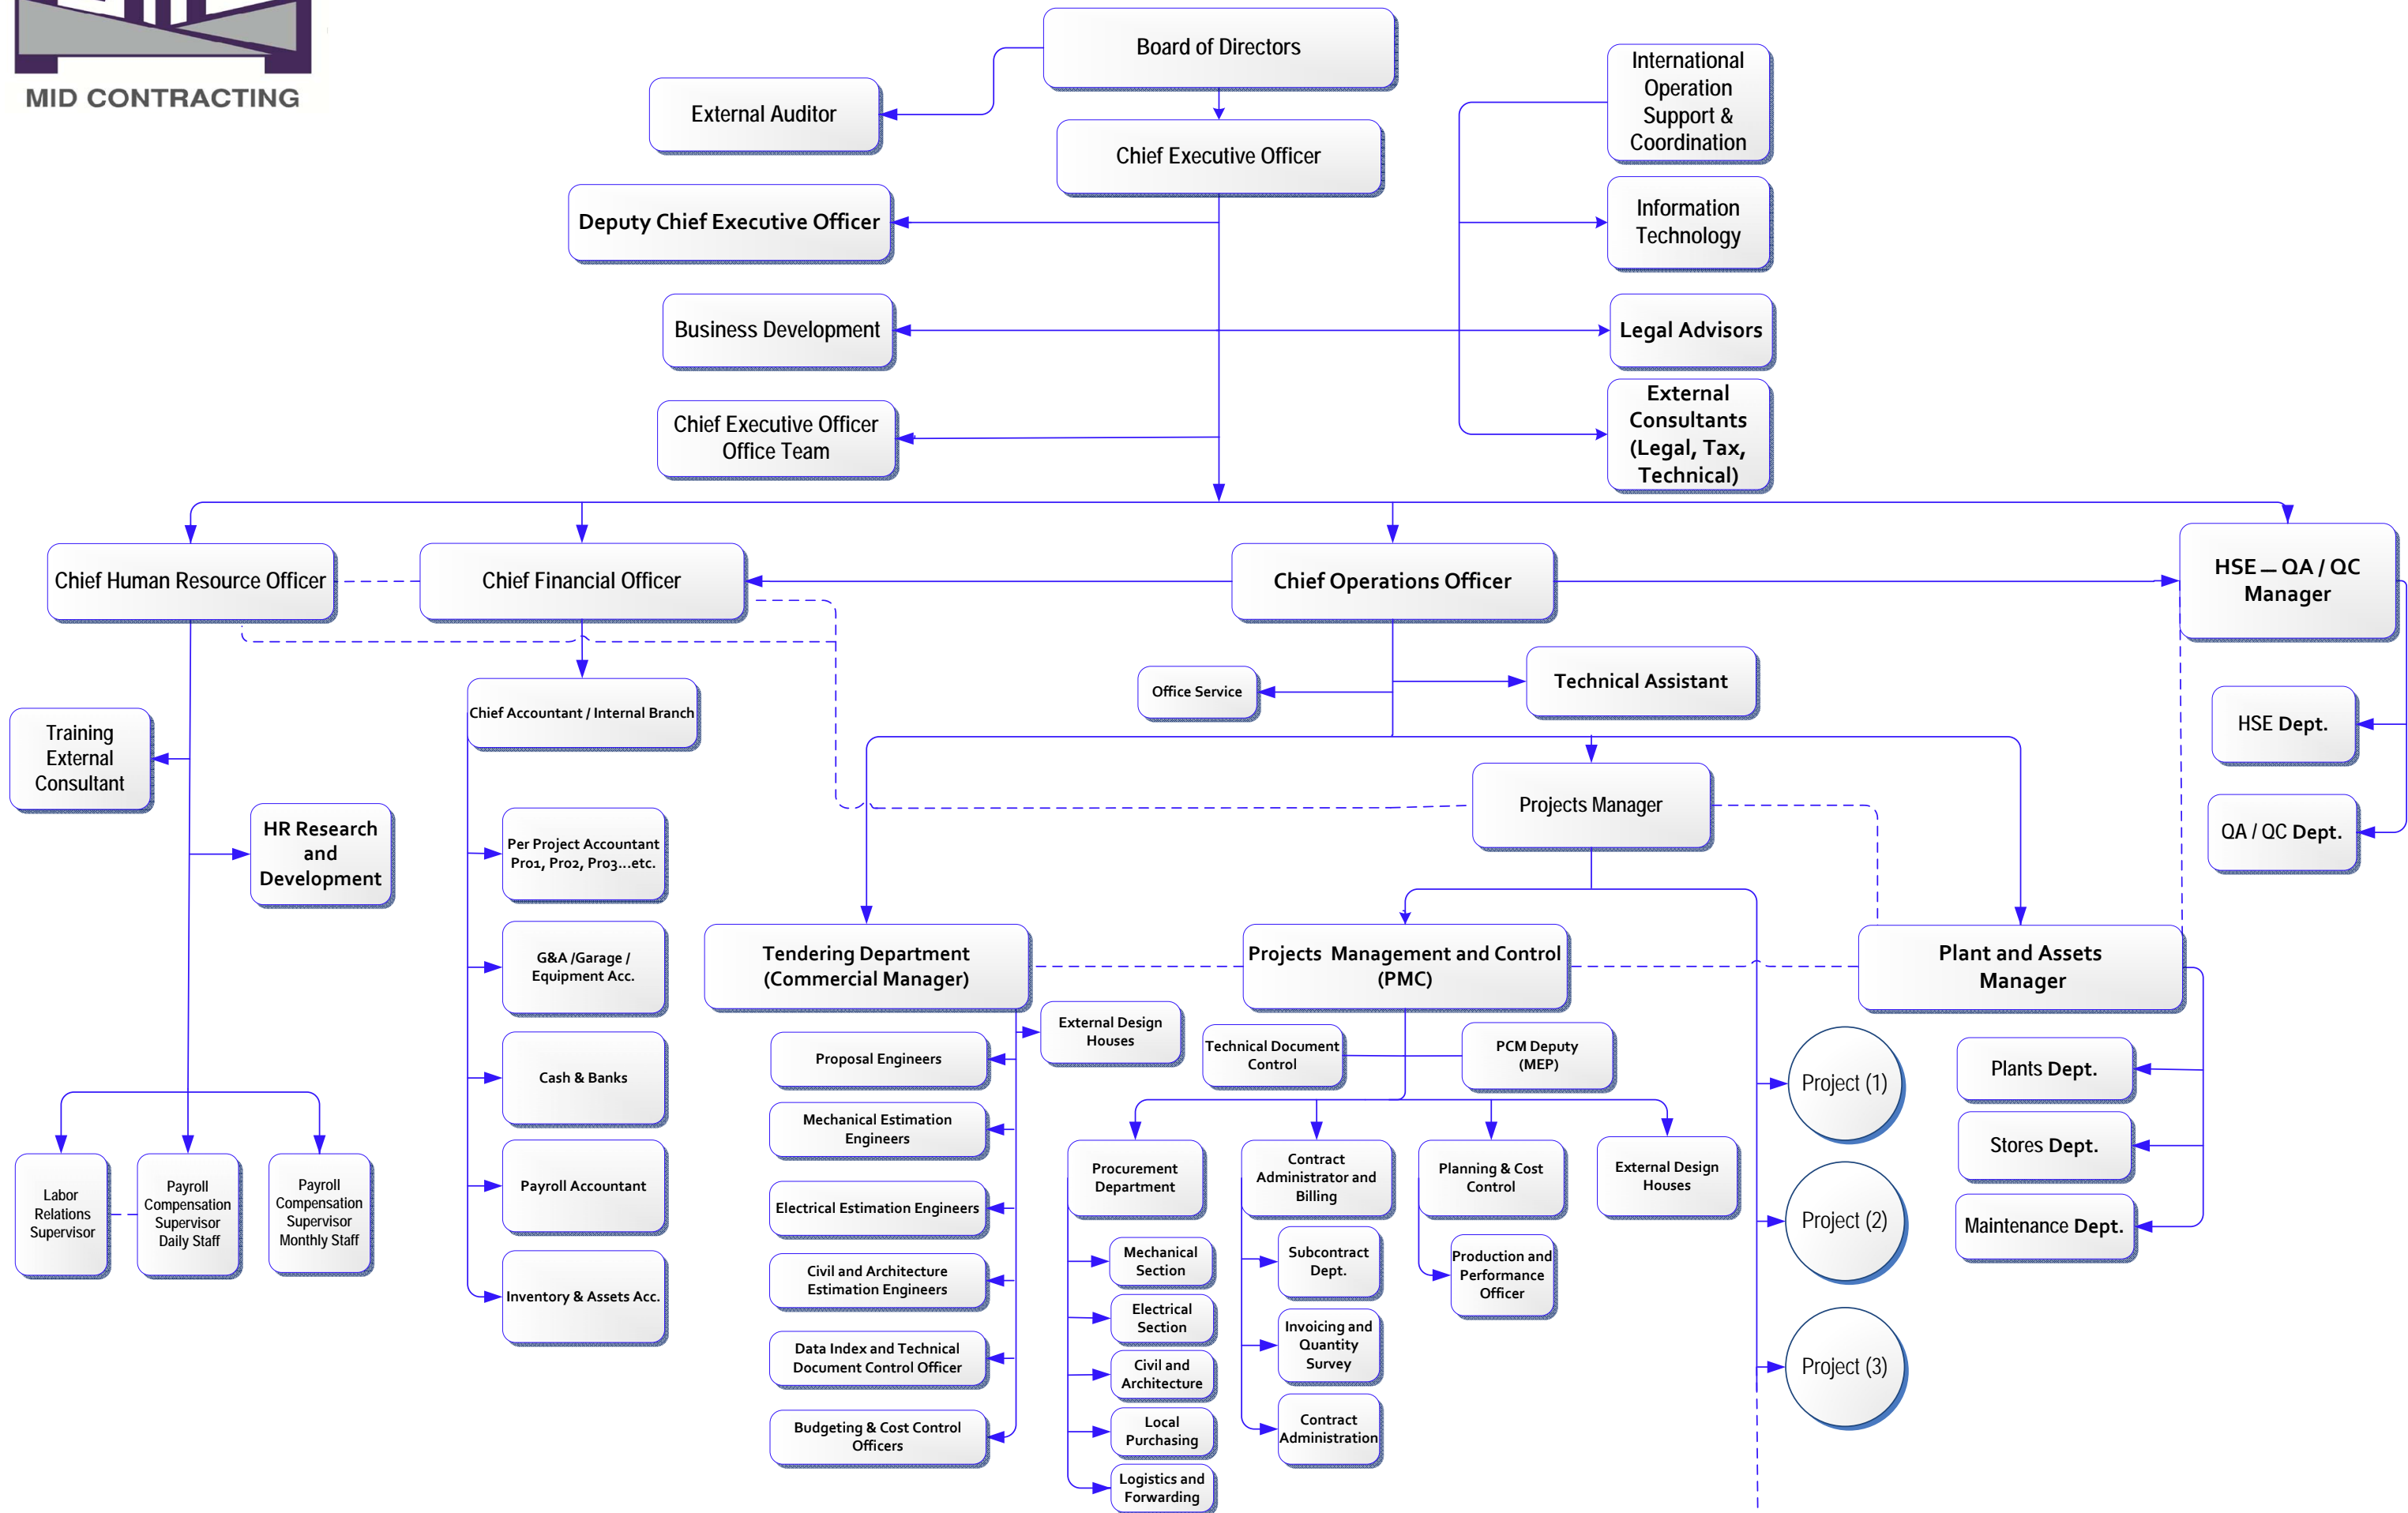 MID CONTRACTING
Board of Directors
External Auditor
Chief Executive Officer
International
Operation
Support &
Coordination
Deputy Chief Executive Officer
Information
Technology
Business Development
Legal Advisors
Chief Executive Officer
Office Team
External
Consultants
(Legal, Tax,
Technical)
Chief Human Resource Officer
Chief Financial Officer
Chief Operations Officer
HSE – QA / QC
Manager
Office Service
Technical Assistant
Chief Accountant / Internal Branch
Training
External
Consultant
HSE Dept.
Projects Manager
HR Research
and
Development
Per Project Accountant
Pro1, Pro2, Pro3...etc.
QA / QC Dept.
G&A /Garage /
Equipment Acc.
Tendering Department
(Commercial Manager)
Projects Management and Control
(PMC)
Plant and Assets
Manager
External Design
Houses
Technical Document
Control
PCM Deputy
(MEP)
Proposal Engineers
Cash & Banks
Project (1)
Plants Dept.
Mechanical Estimation
Engineers
Stores Dept.
Procurement
Department
Contract
Administrator and
Billing
Planning & Cost
Control
External Design
Houses
Labor
Relations
Supervisor
Payroll
Compensation
Supervisor
Daily Staff
Payroll
Compensation
Supervisor
Monthly Staff
Payroll Accountant
Electrical Estimation Engineers
Project (2)
Maintenance Dept.
Mechanical
Section
Subcontract
Dept.
Production and
Performance
Officer
Civil and Architecture
Estimation Engineers
Inventory & Assets Acc.
Electrical
Section
Invoicing and
Quantity
Survey
Data Index and Technical
Document Control Officer
Civil and
Architecture
Project (3)
Budgeting & Cost Control
Officers
Local
Purchasing
Contract
Administration
Logistics and
Forwarding